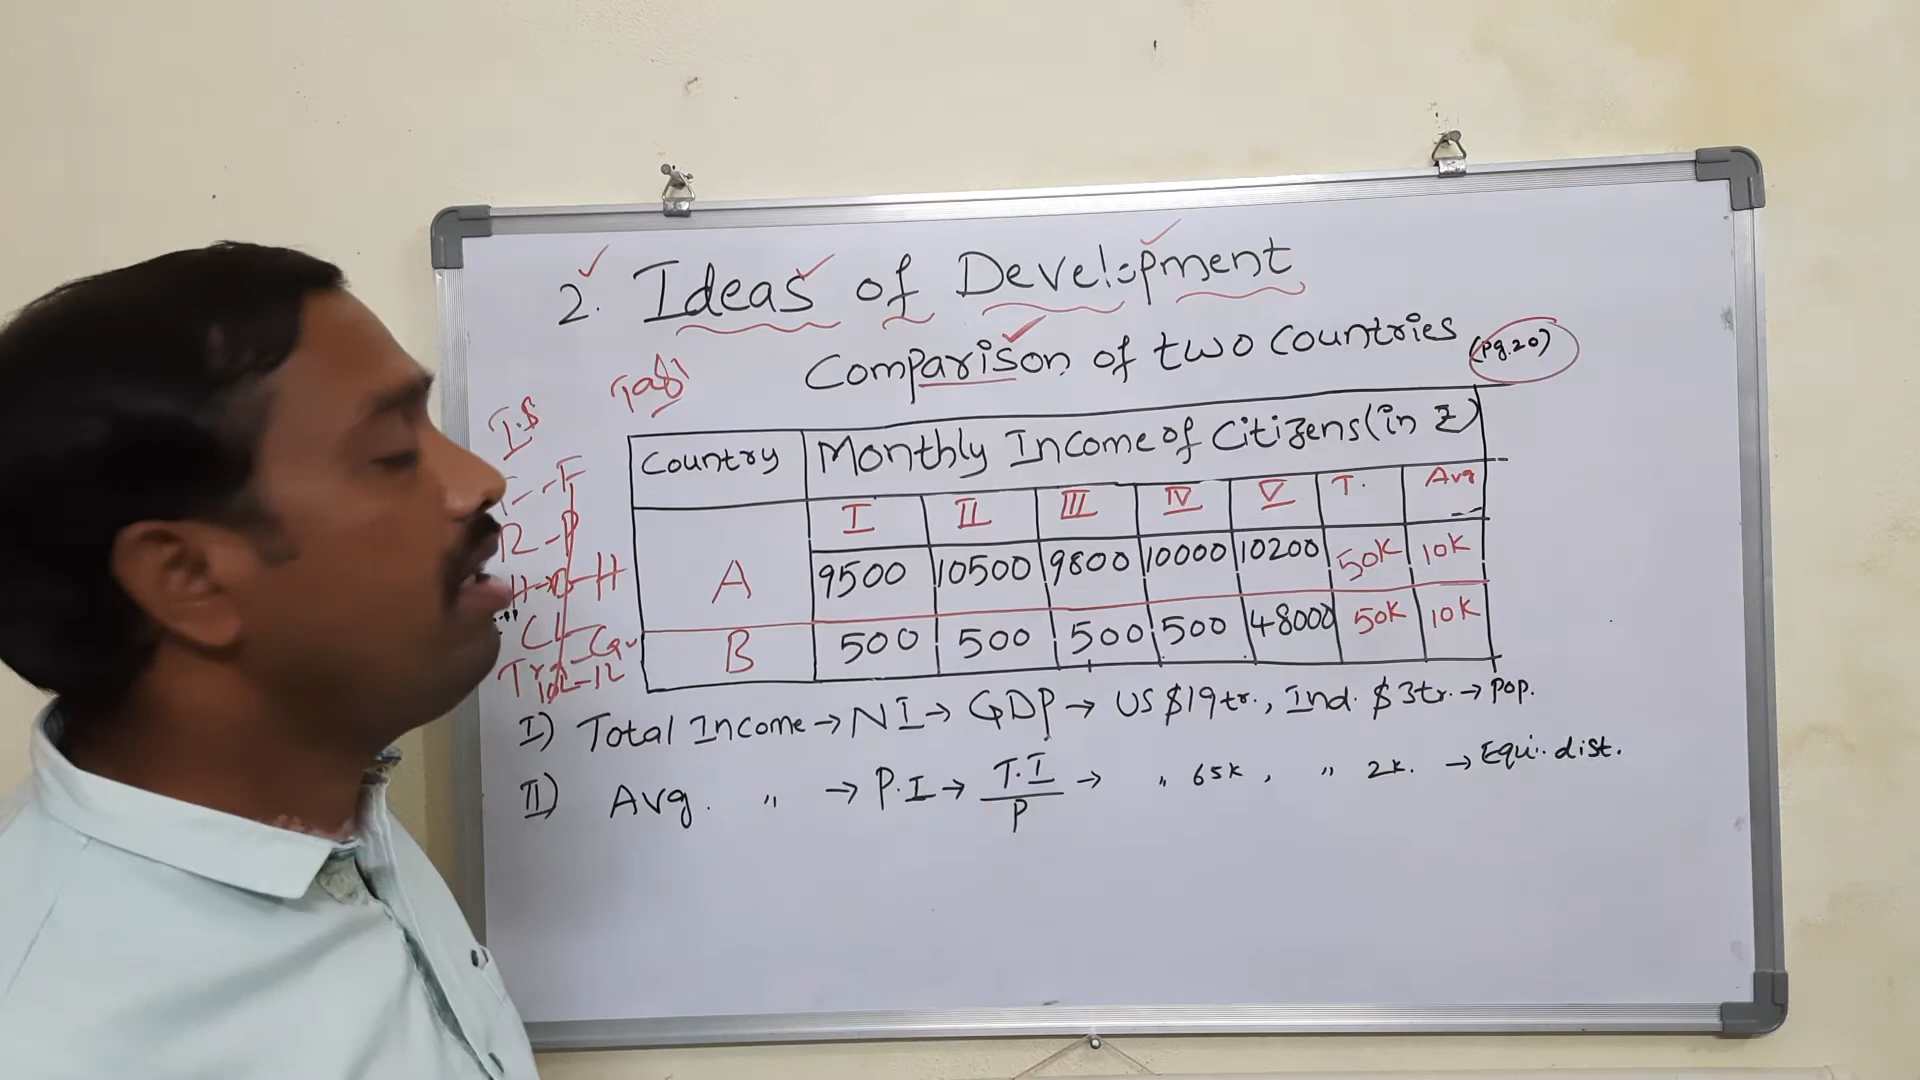 2. Ideas of Development
Comparison of two countries (pg.20)
Country Monthly Income of Citizens (in ₹)
I II III IV V T. Avg
A 9500 10500 9800 10000 10200 50K 10K
B 500 500 500 500 48000 50K 10K
I) Total Income → NI → GDP → US $19tr., Ind. $3tr. → Pop.
II) Avg. " → P.I → T.I / P → " 65K, " 2K. → Equi. dist.